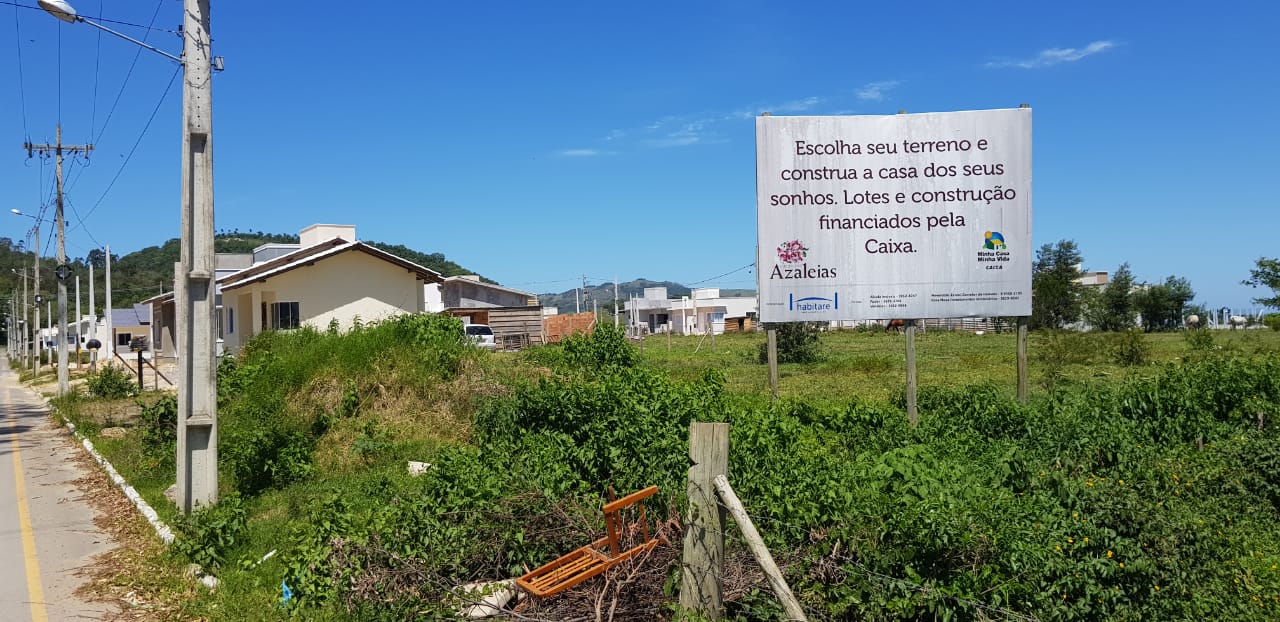 Escolha seu terreno e
construa a casa dos seus
sonhos. Lotes e construção
financiados pela
Caixa.
Azaleias
Minha Casa
Minha Vida
CAIXA
habitare